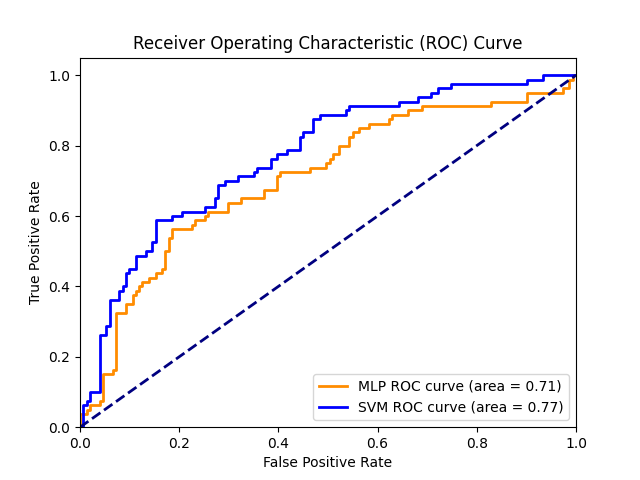 Receiver Operating Characteristic (ROC) Curve
1.0
0.8
0.6
0.4
0.2
0.0
True Positive Rate
MLP ROC curve (area = 0.71)
SVM ROC curve (area = 0.77)
0.0 0.2 0.4 0.6 0.8 1.0
False Positive Rate